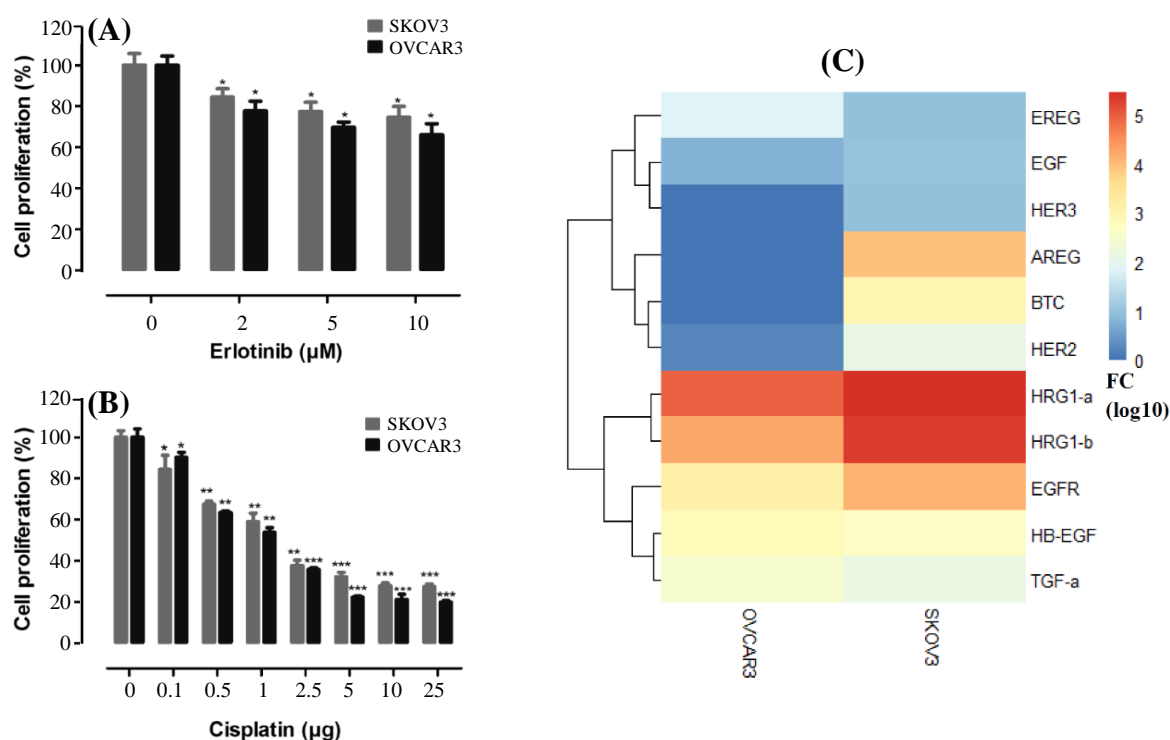 (A)
SKOV3
OVCAR3
Cell proliferation (%)
120
100
80
60
40
20
0
* * * * * *
0 2 5 10
Erlotinib (µM)
(B)
SKOV3
OVCAR3
Cell proliferation (%)
120
100
80
60
40
20
0
* * ** ** ** ** ** *** *** *** *** *** *** ***
0 0.1 0.5 1 2.5 5 10 25
Cisplatin (µg)
(C)
EREG
EGF
HER3
AREG
BTC
HER2
HRG1-a
HRG1-b
EGFR
HB-EGF
TGF-a
OVCAR3
SKOV3
5
4
3
2
1
0
FC
(log10)